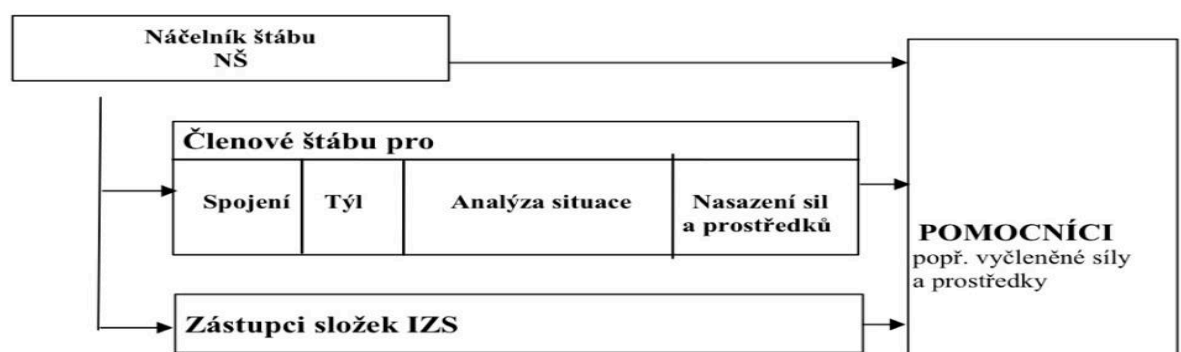 Náčelník štábu
NŠ
Členové štábu pro
Spojení
Týl
Analýza situace
Nasazení sil
a prostředků
Zástupci složek IZS
POMOCNÍCI
popř. vyčleněné síly
a prostředky